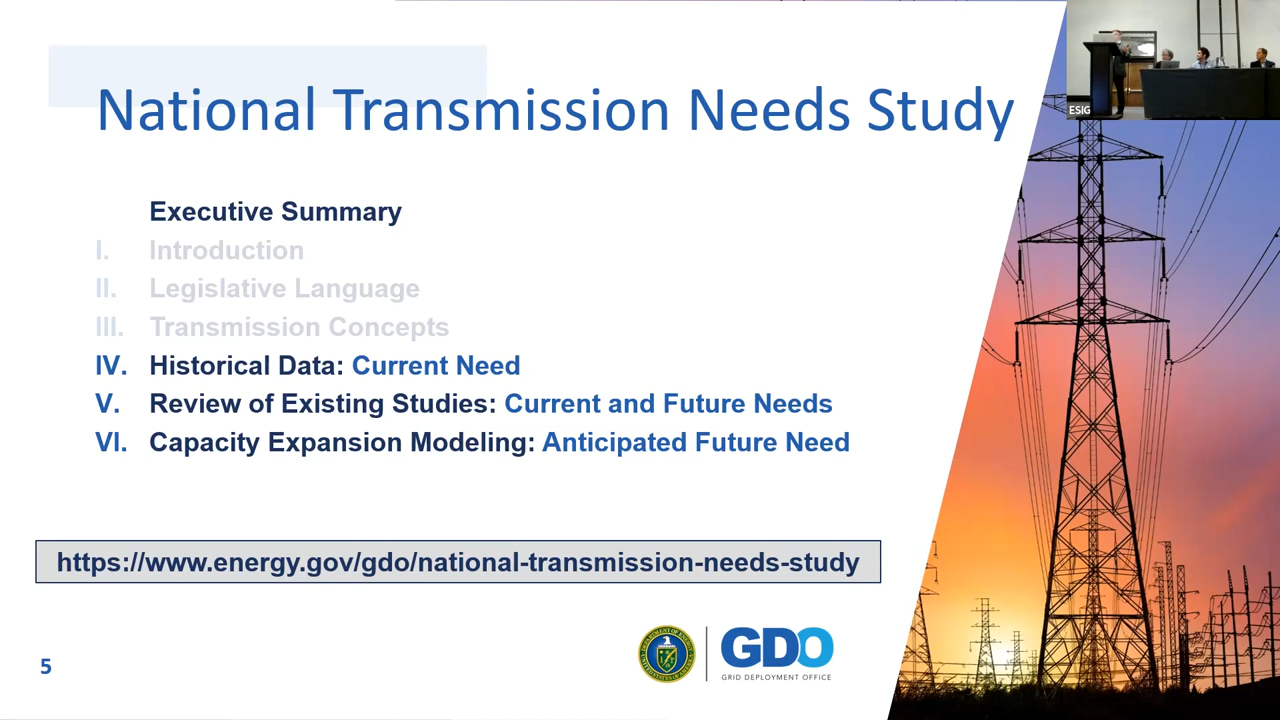 National Transmission Needs Study
ESIG
Executive Summary
I. Introduction
II. Legislative Language
III. Transmission Concepts
IV. Historical Data: Current Need
V. Review of Existing Studies: Current and Future Needs
VI. Capacity Expansion Modeling: Anticipated Future Need
https://www.energy.gov/gdo/national-transmission-needs-study
GDO
GRID DEPLOYMENT OFFICE
5